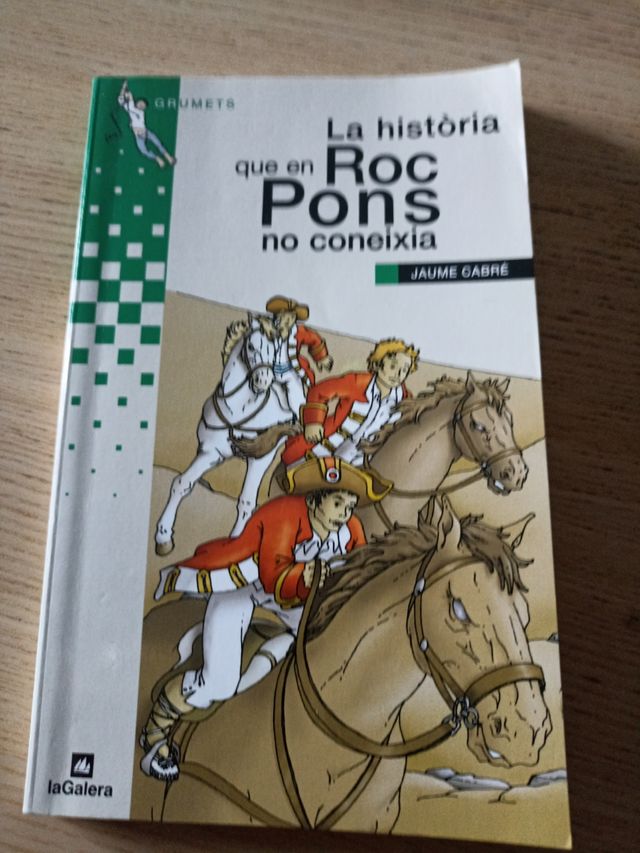 GRUMETS
La història
que en Roc
Pons
no coneixia
JAUME CABRÉ
laGalera